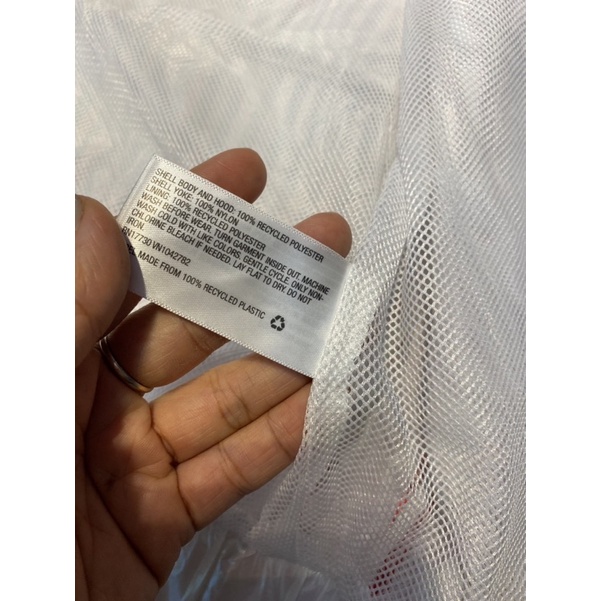 SHELL BODY AND HOOD: 100% RECYCLED POLYESTER
SHELL YOKE: 100% NYLON
LINING: 100% RECYCLED POLYESTER
WASH BEFORE WEAR, TURN GARMENT INSIDE OUT, MACHINE
WASH COLD WITH LIKE COLORS, GENTLE CYCLE, ONLY NON-
CHLORINE BLEACH IF NEEDED, LAY FLAT TO DRY, DO NOT
IRON
RN17730 VN1042782
MADE FROM 100% RECYCLED PLASTIC